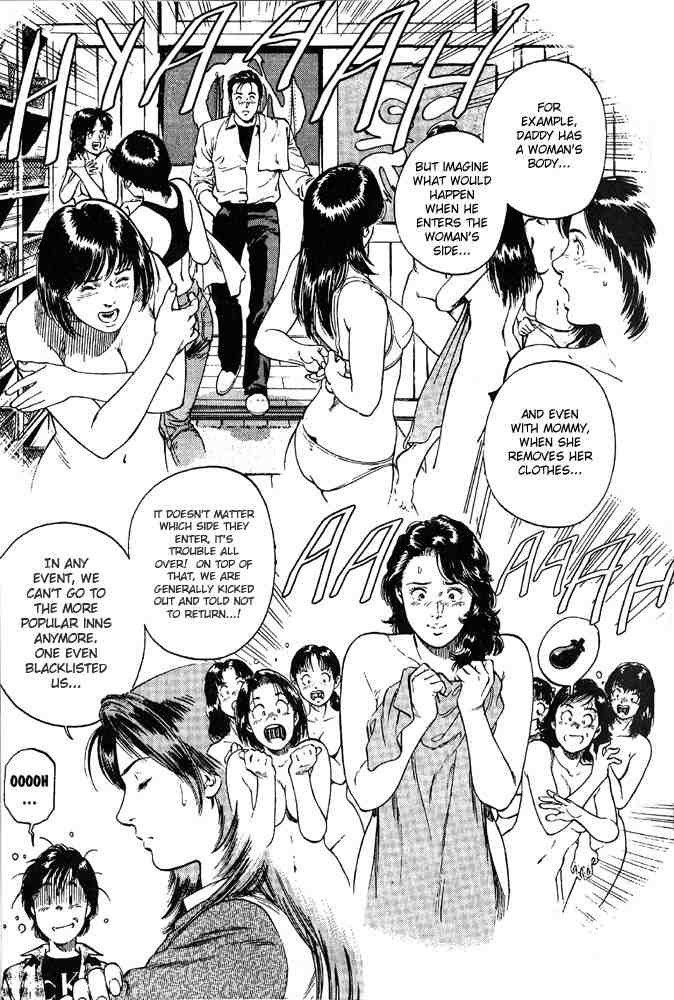 HYAAAAAH
FOR
EXAMPLE,
DADDY HAS
A WOMAN'S
BODY...
BUT IMAGINE
WHAT WOULD
HAPPEN
WHEN HE
ENTERS THE
WOMAN'S
SIDE...
AND EVEN
WITH MOMMY,
WHEN SHE
REMOVES HER
CLOTHES...
AAAAAAAH
IT DOESN'T MATTER
WHICH SIDE THEY
ENTER, IT'S
TROUBLE ALL
OVER! ON TOP OF
THAT, WE ARE
GENERALLY KICKED
OUT AND TOLD NOT
TO RETURN...!
IN ANY
EVENT, WE
CAN'T GO TO
THE MORE
POPULAR INNS
ANYMORE.
ONE EVEN
BLACKLISTED
US...
OOOOH
...